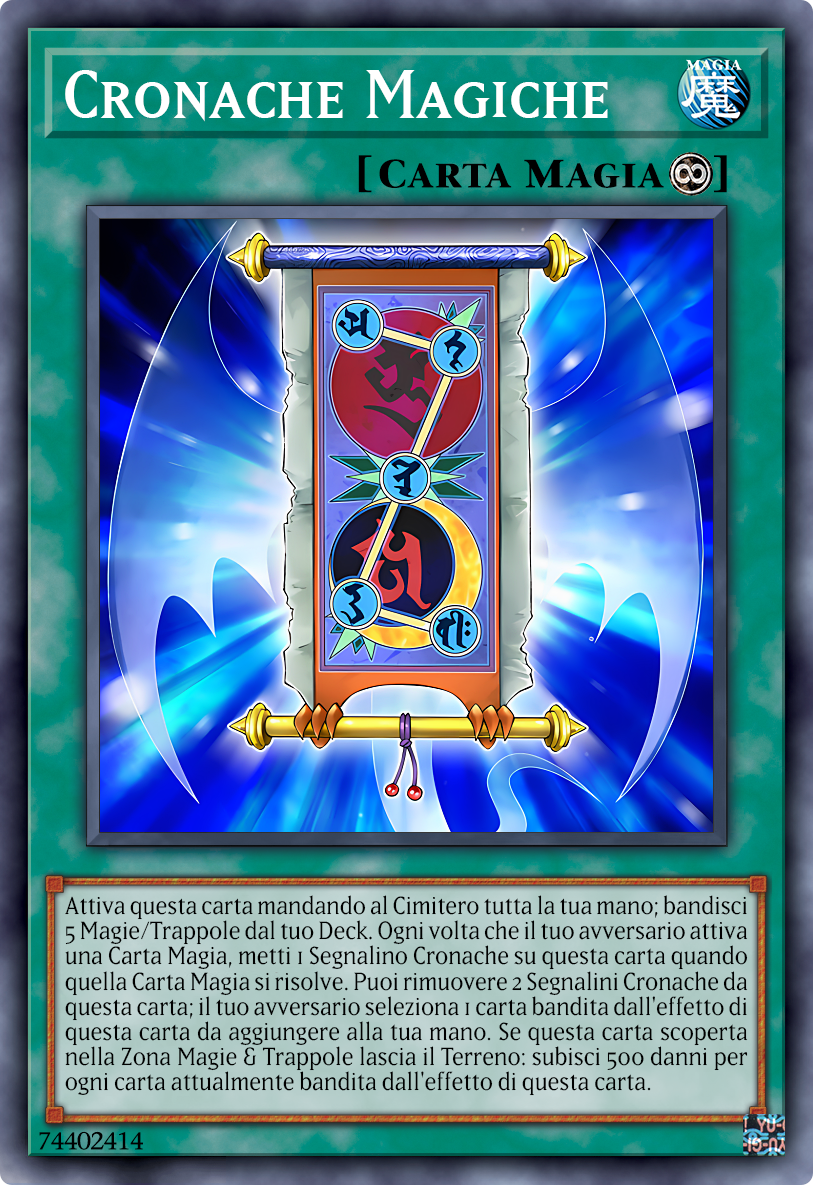 Cronache Magiche
MAGIA
魔
[Carta Magia]
Attiva questa carta mandando al Cimitero tutta la tua mano; bandisci
5 Magie/Trappole dal tuo Deck. Ogni volta che il tuo avversario attiva
una Carta Magia, metti 1 Segnalino Cronache su questa carta quando
quella Carta Magia si risolve. Puoi rimuovere 2 Segnalini Cronache da
questa carta; il tuo avversario seleziona 1 carta bandita dall'effetto di
questa carta da aggiungere alla tua mano. Se questa carta scoperta
nella Zona Magie & Trappole lascia il Terreno: subisci 500 danni per
ogni carta attualmente bandita dall'effetto di questa carta.
74402414